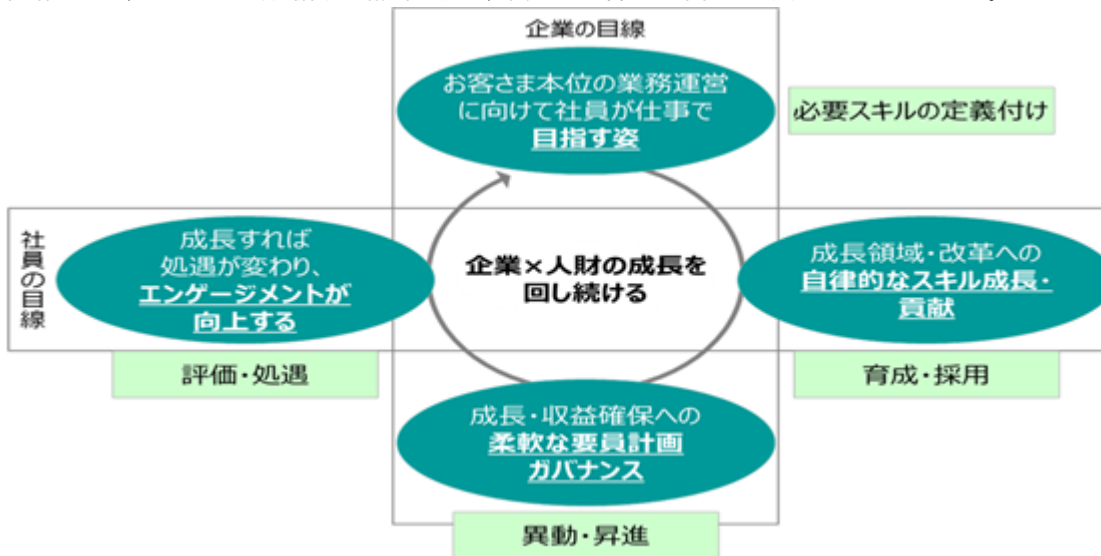 企業の目線
お客さま本位の業務運営
に向けて社員が仕事で
目指す姿
必要スキルの定義付け
社員の目線
成長すれば
処遇が変わり、
エンゲージメントが
向上する
企業×人財の成長を
回し続ける
成長領域・改革への
自律的なスキル成長・
貢献
評価・処遇
育成・採用
成長・収益確保への
柔軟な要員計画
ガバナンス
異動・昇進